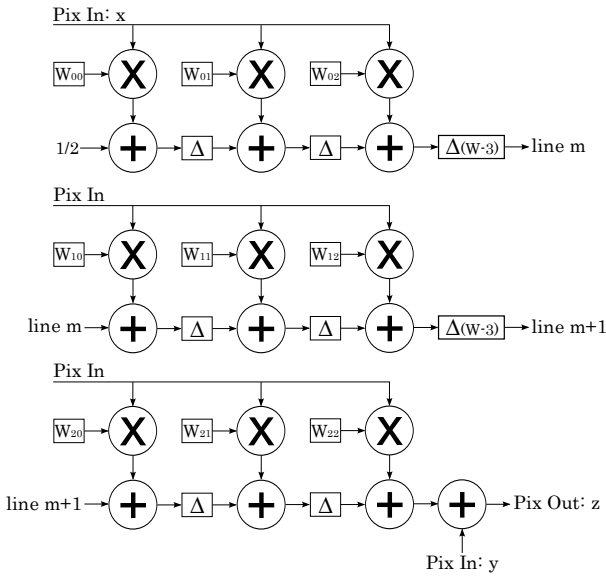 Pix In: x
W00 X W01 X W02 X
1/2 + Δ + Δ + Δ(W-3) line m
Pix In
W10 X W11 X W12 X
line m + Δ + Δ + Δ(W-3) line m+1
Pix In
W20 X W21 X W22 X
line m+1 + Δ + Δ + + Pix Out: z
Pix In: y